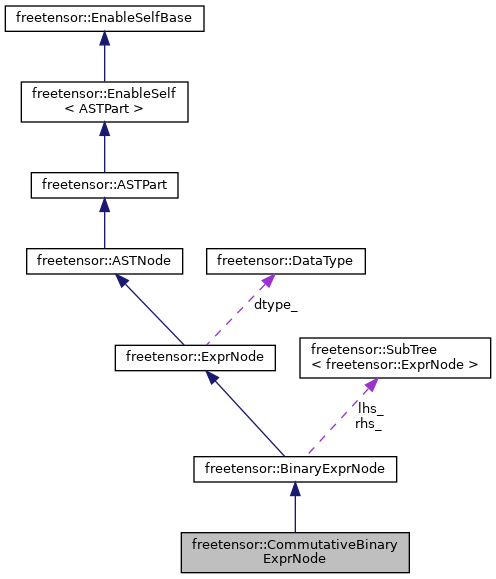 freetensor::EnableSelfBase
freetensor::EnableSelf
< ASTPart >
freetensor::ASTPart
freetensor::ASTNode
freetensor::DataType
dtype_
freetensor::ExprNode
freetensor::SubTree
< freetensor::ExprNode >
lhs_
rhs_
freetensor::BinaryExprNode
freetensor::CommutativeBinary
ExprNode